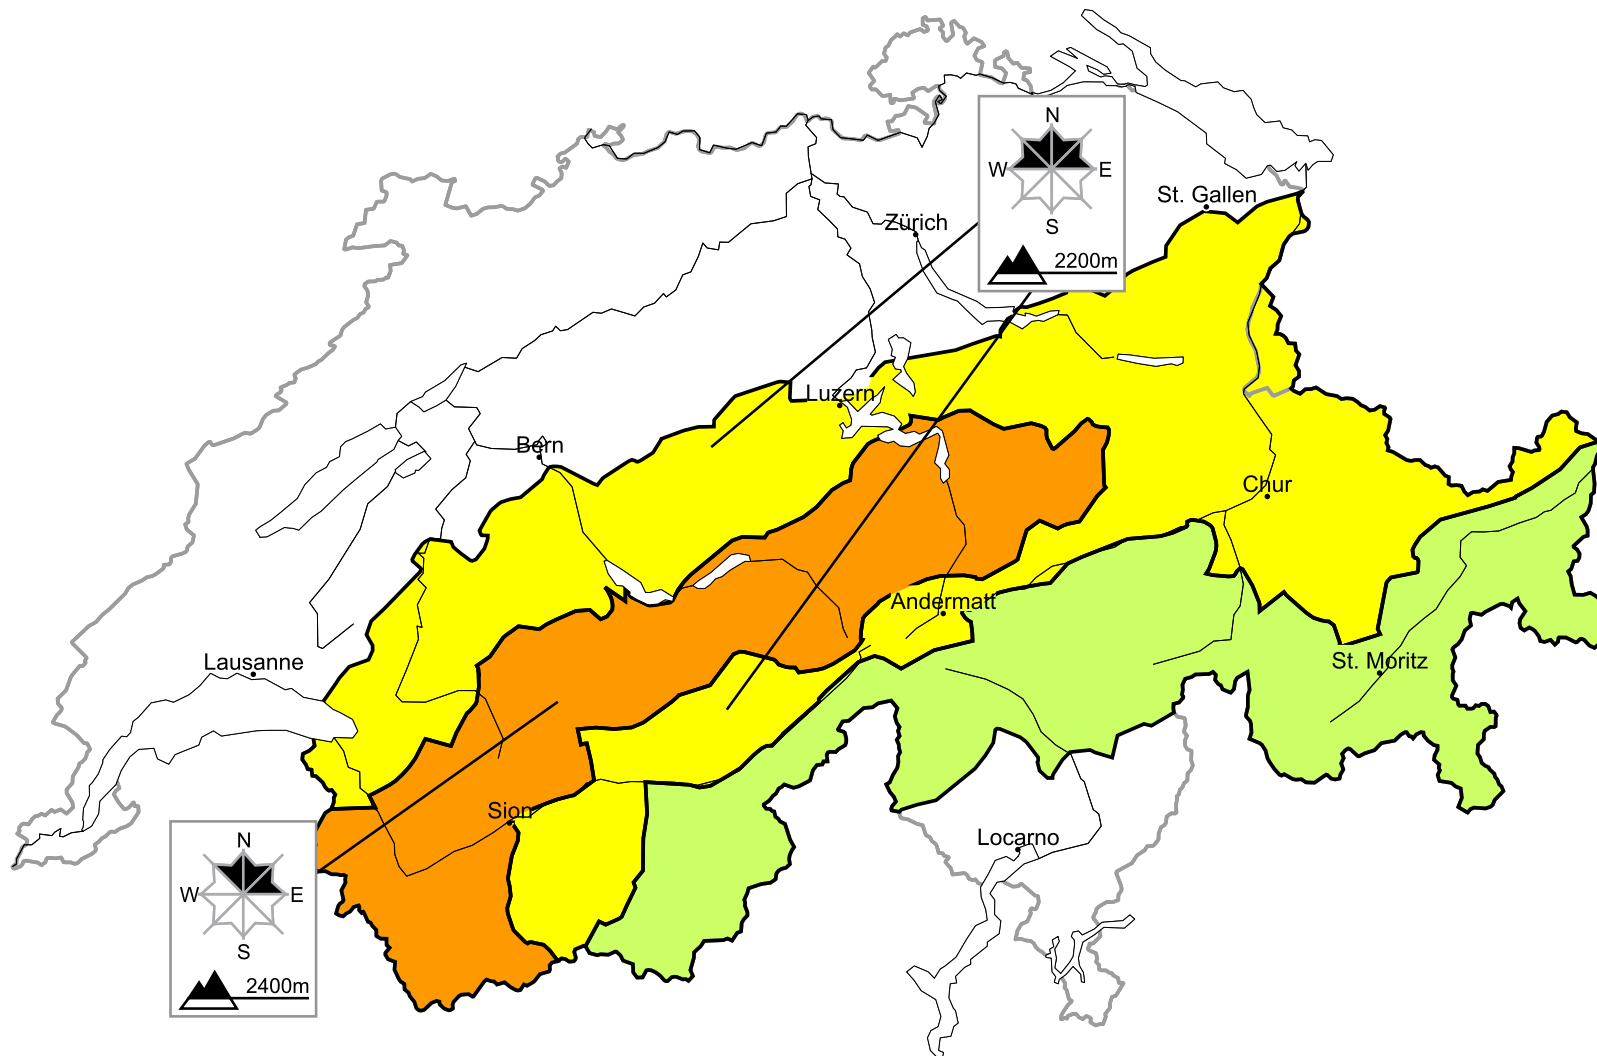 N
W E
S
2200m
St. Gallen
Zürich
Luzern
Bern
Chur
Andermatt
Lausanne
St. Moritz
Sion
Locarno
N
W E
S
2400m